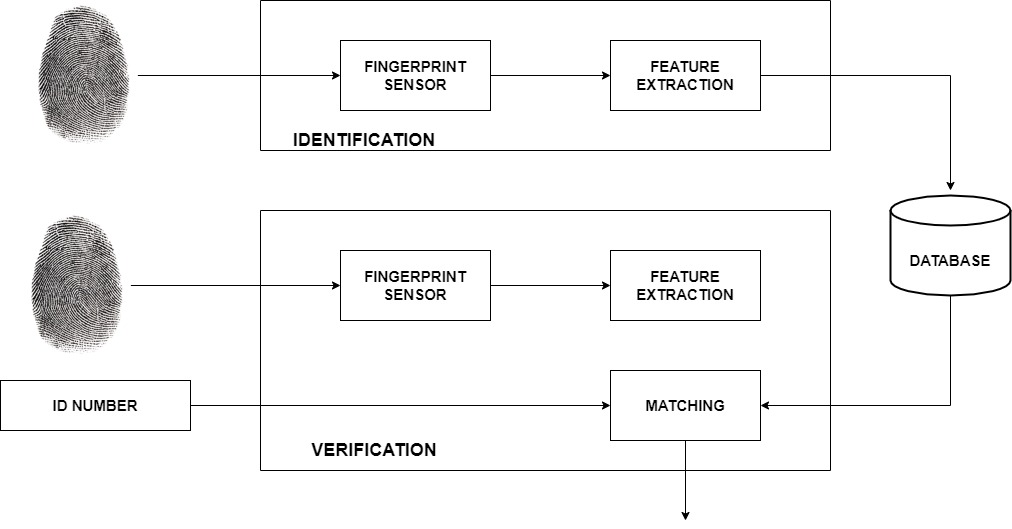 FINGERPRINT
SENSOR
FEATURE
EXTRACTION
IDENTIFICATION
DATABASE
FINGERPRINT
SENSOR
FEATURE
EXTRACTION
ID NUMBER
MATCHING
VERIFICATION